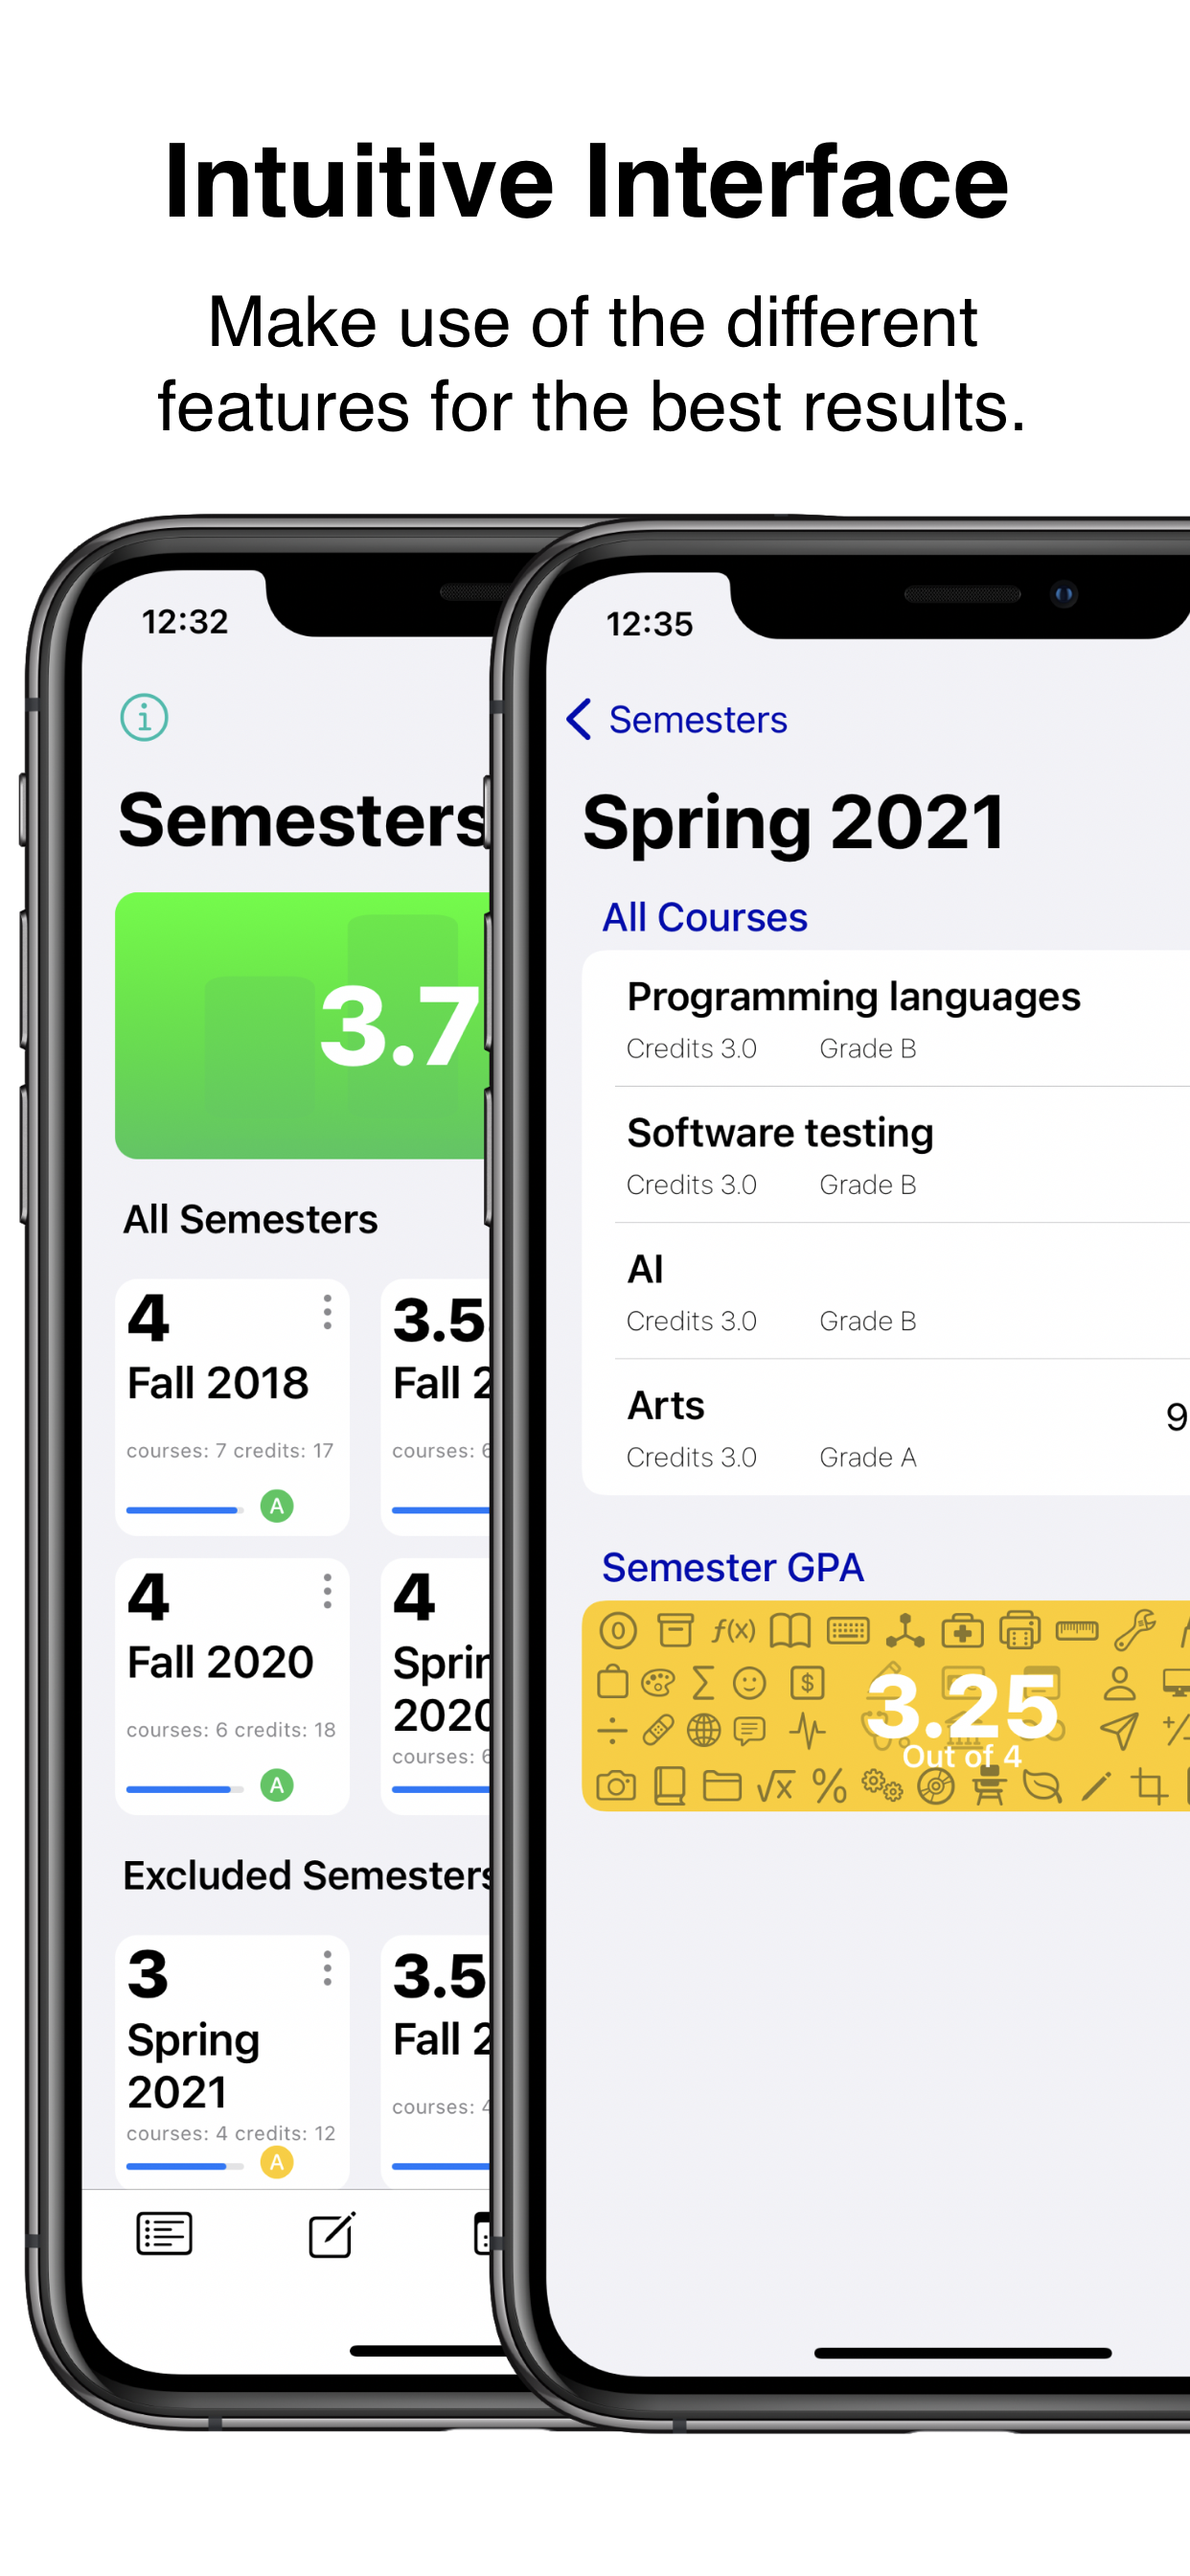 Intuitive Interface
Make use of the different
features for the best results.
12:32
Semesters
3.7
All Semesters
4
Fall 2018
courses: 7 credits: 17
A
3.5
Fall 2
courses: 6
4
Fall 2020
courses: 6 credits: 18
A
4
Sprin
2020
courses: 6
Excluded Semesters
3
Spring
2021
courses: 4 credits: 12
A
3.5
Fall 2
courses: 4
12:35
Semesters
Spring 2021
All Courses
Programming languages
Credits 3.0 Grade B
Software testing
Credits 3.0 Grade B
AI
Credits 3.0 Grade B
Arts
Credits 3.0 Grade A
9
Semester GPA
3.25
Out of 4